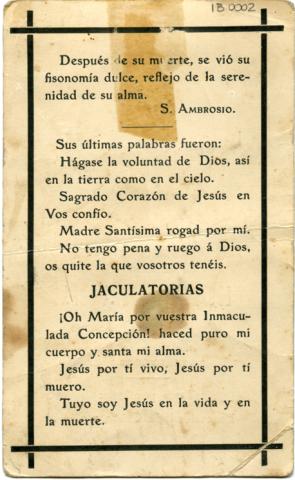 1B 0002
Después de su muerte, se vió su
fisonomía dulce, reflejo de la sere-
nidad de su alma.
S. AMBROSIO.
Sus últimas palabras fueron:
Hágase la voluntad de Dios, así
en la tierra como en el cielo.
Sagrado Corazón de Jesús en
Vos confío.
Madre Santísima rogad por mí.
No tengo pena y ruego á Dios,
os quite la que vosotros tenéis.
JACULATORIAS
¡Oh María por vuestra Inmacu-
lada Concepción! haced puro mi
cuerpo y santa mi alma.
Jesús por tí vivo, Jesús por tí
muero.
Tuyo soy Jesús en la vida y en
la muerte.